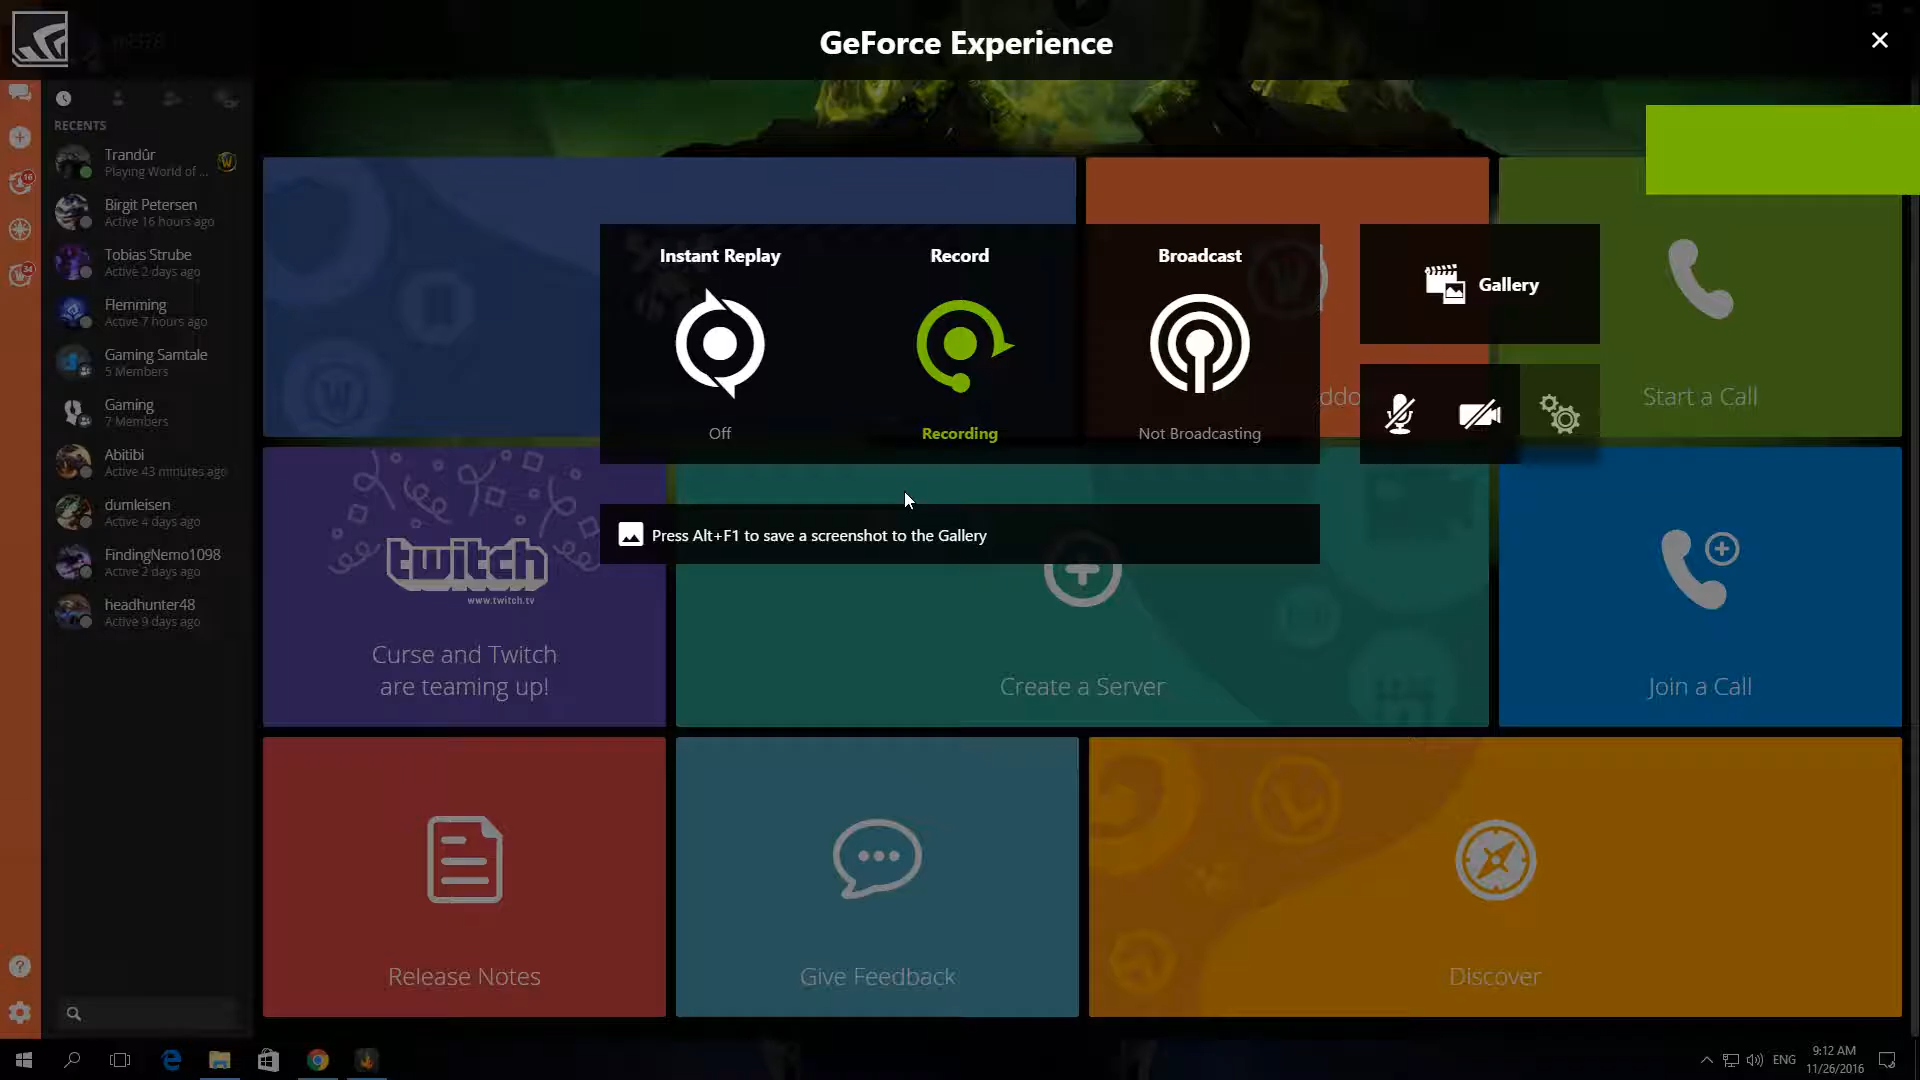 GeForce Experience
RECENTS
Trandûr
Playing World of ...
Birgit Petersen
Active 16 hours ago
Tobias Strube
Active 2 days ago
Flemming
Active 7 hours ago
Gaming Samtale
5 Members
Gaming
7 Members
Abitibi
Active 43 minutes ago
dumleisen
Active 4 days ago
FindingNemo1098
Active 2 days ago
headhunter48
Active 9 days ago
16
34
Instant Replay
Off
Record
Recording
Broadcast
Not Broadcasting
Gallery
Press Alt+F1 to save a screenshot to the Gallery
ddo
Start a Call
twitch
www.twitch.tv
Curse and Twitch
are teaming up!
Create a Server
Join a Call
Release Notes
Give Feedback
Discover
ENG
9:12 AM
11/26/2016